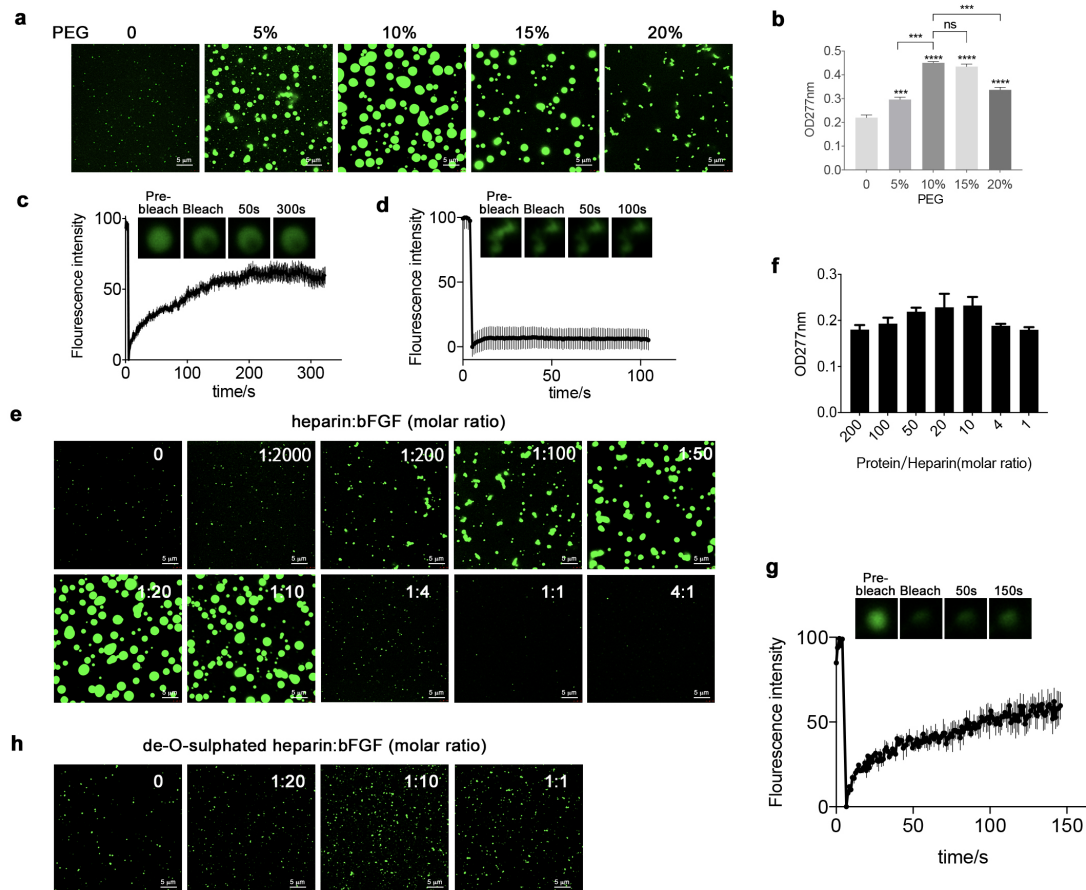 a
PEG 0 5% 10% 15% 20%
5 μm 5 μm 5 μm 5 μm 5 μm
b
***
*** ns
*** **** **** ****
OD277nm
0.5
0.4
0.3
0.2
0.1
0.0
0 5% 10% 15% 20%
PEG
c
Pre-
bleach Bleach 50s 300s
Flourescence intensity
100
50
0
0 100 200 300
time/s
d
Pre-
bleach Bleach 50s 100s
Flourescence intensity
100
50
0
0 50 100
time/s
f
OD277nm
0.3
0.2
0.1
0.0
200 100 50 20 10 4 1
Protein/Heparin(molar ratio)
e
heparin:bFGF (molar ratio)
0 1:2000 1:200 1:100 1:50
5 μm 5 μm 5 μm 5 μm 5 μm
1:20 1:10 1:4 1:1 4:1
5 μm 5 μm 5 μm 5 μm 5 μm
g
Pre-
bleach Bleach 50s 150s
Flourescence intensity
100
50
0
0 50 100 150
time/s
h
de-O-sulphated heparin:bFGF (molar ratio)
0 1:20 1:10 1:1
5 μm 5 μm 5 μm 5 μm